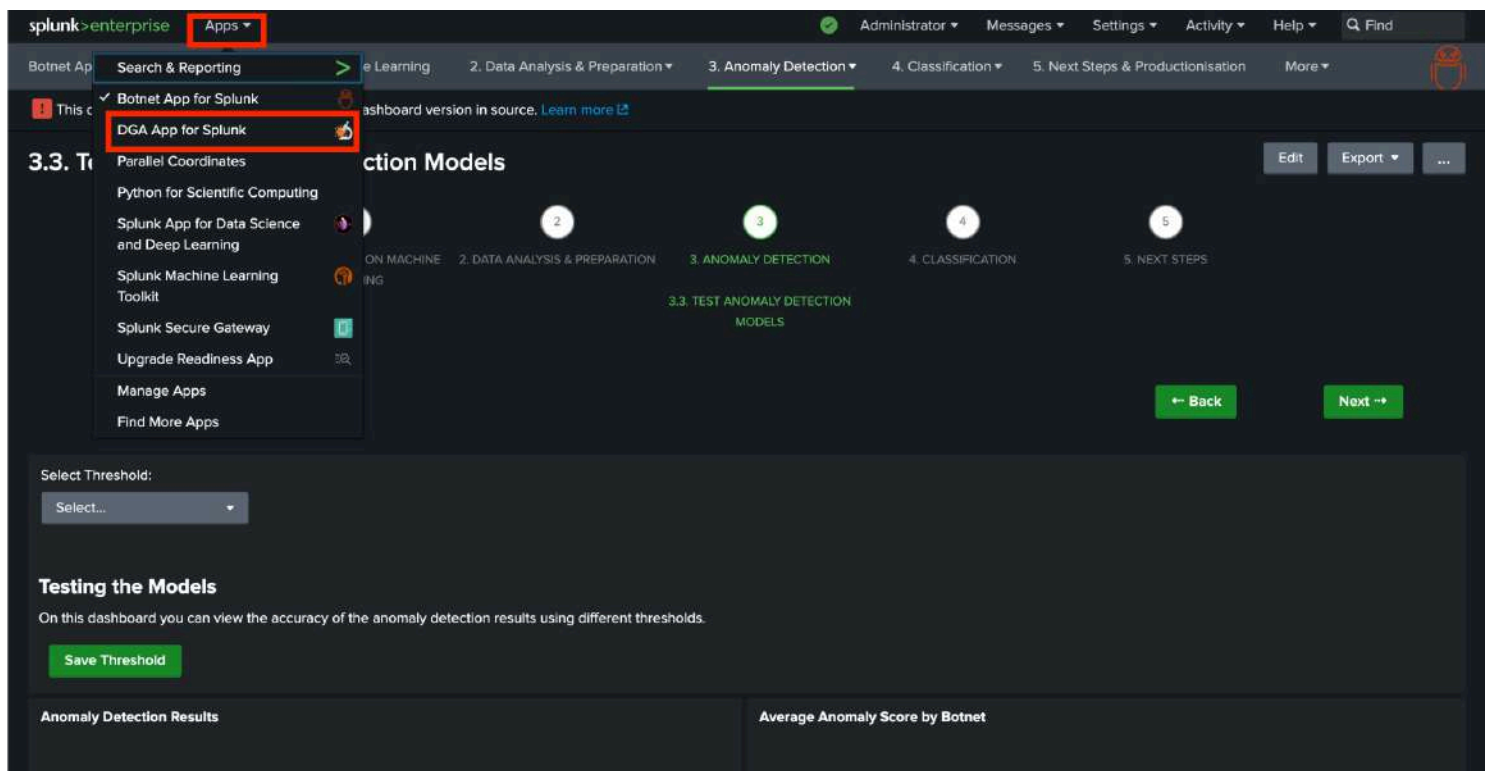 splunk>enterprise Apps Administrator Messages Settings Activity Help Find
Botnet Ap e Learning 2. Data Analysis & Preparation 3. Anomaly Detection 4. Classification 5. Next Steps & Productionisation More
Search & Reporting
Botnet App for Splunk
This ashboard version in source. Learn more
DGA App for Splunk
3.3. T ction Models Edit Export ...
Parallel Coordinates
Python for Scientific Computing
Splunk App for Data Science
and Deep Learning
Splunk Machine Learning
Toolkit
Splunk Secure Gateway
Upgrade Readiness App
Manage Apps
Find More Apps
2 3 4 5
ON MACHINE 2. DATA ANALYSIS & PREPARATION 3. ANOMALY DETECTION 4. CLASSIFICATION 5. NEXT STEPS
ING
3.3. TEST ANOMALY DETECTION
MODELS
Back Next
Select Threshold:
Select...
Testing the Models
On this dashboard you can view the accuracy of the anomaly detection results using different thresholds.
Save Threshold
Anomaly Detection Results Average Anomaly Score by Botnet